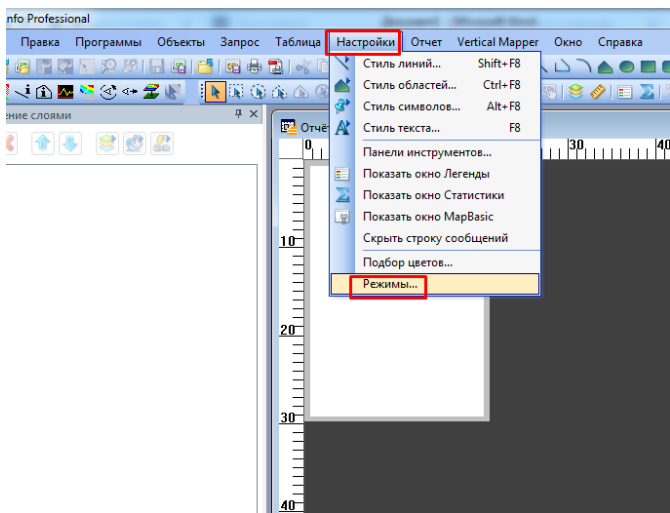 nfo Professional
Правка Программы Объекты Запрос Таблица Настройки Отчет Vertical Mapper Окно Справка
Стиль линий... Shift+F8
Стиль областей... Ctrl+F8
ение слоями
Стиль символов... Alt+F8
Отчё
Стиль текста... F8
0 30 40
Панели инструментов...
Показать окно Легенды
Показать окно Статистики
Показать окно MapBasic
10
Скрыть строку сообщений
Подбор цветов...
Режимы...
20
30
40